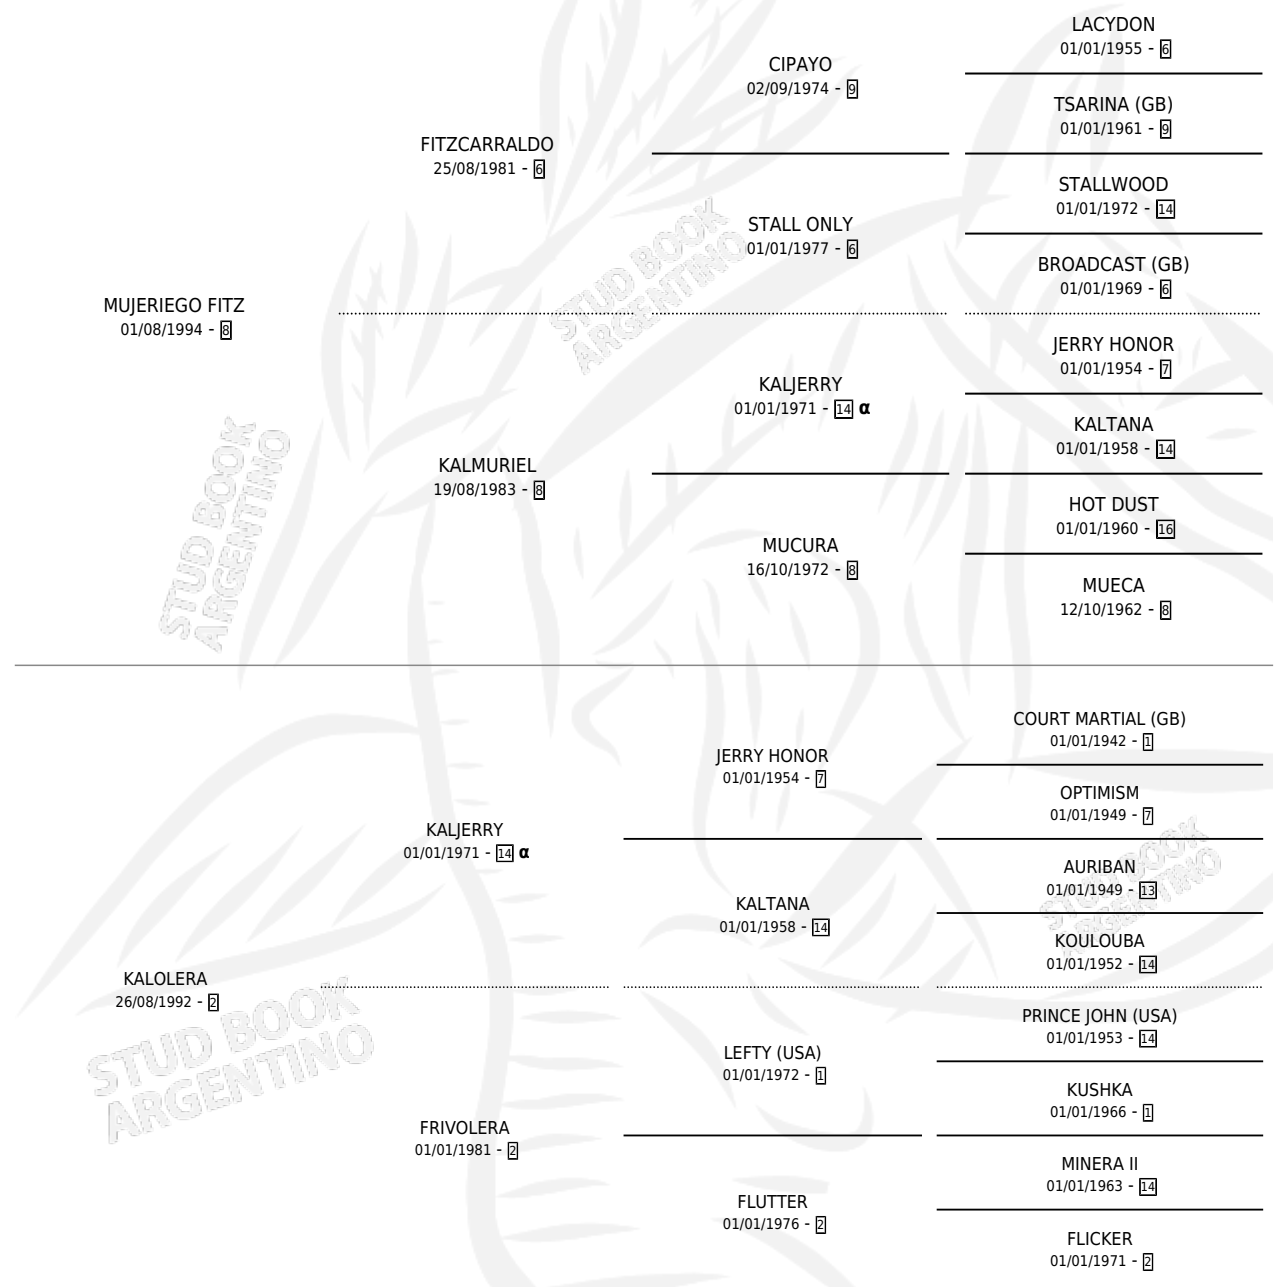 LACYDON
01/01/1955 - 6
CIPAYO
02/09/1974 - 9
TSARINA (GB)
01/01/1961 - 9
FITZCARRALDO
25/08/1981 - 6
STALLWOOD
01/01/1972 - 14
STALL ONLY
01/01/1977 - 6
BROADCAST (GB)
01/01/1969 - 6
MUJERIEGO FITZ
01/08/1994 - 8
JERRY HONOR
01/01/1954 - 7
KALJERRY
01/01/1971 - 14 α
KALTANA
01/01/1958 - 14
KALMURIEL
19/08/1983 - 8
HOT DUST
01/01/1960 - 16
MUCURA
16/10/1972 - 8
MUECA
12/10/1962 - 8
COURT MARTIAL (GB)
01/01/1942 - 1
JERRY HONOR
01/01/1954 - 7
OPTIMISM
01/01/1949 - 7
KALJERRY
01/01/1971 - 14 α
AURIBAN
01/01/1949 - 13
KALTANA
01/01/1958 - 14
KOULOUBA
01/01/1952 - 14
KALOLERA
26/08/1992 - 2
PRINCE JOHN (USA)
01/01/1953 - 14
LEFTY (USA)
01/01/1972 - 1
KUSHKA
01/01/1966 - 1
FRIVOLERA
01/01/1981 - 2
MINERA II
01/01/1963 - 14
FLUTTER
01/01/1976 - 2
FLICKER
01/01/1971 - 2
STUD BOOK
ARGENTINO
STUD BOOK
ARGENTINO
STUD BOOK
ARGENTINO
STUD BOOK
ARGENTINO